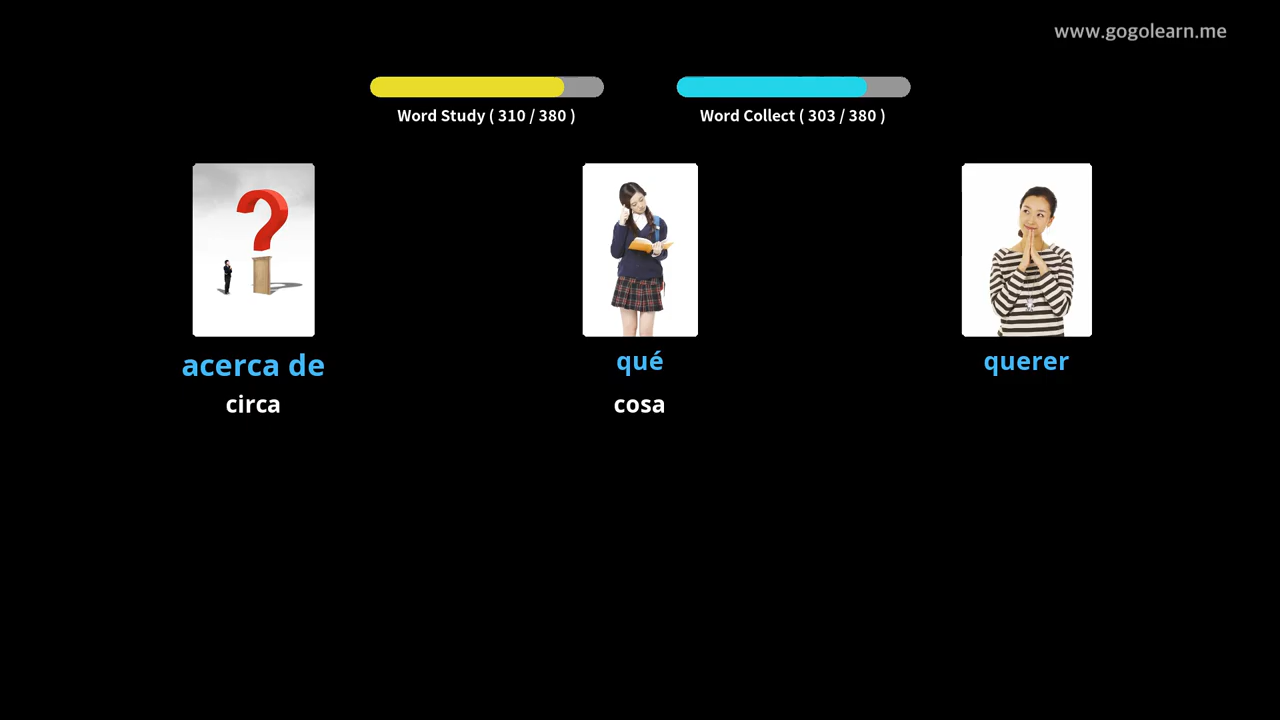 www.gogolearn.me
Word Study ( 310 / 380 )
Word Collect ( 303 / 380 )
acerca de
qué
querer
circa
cosa